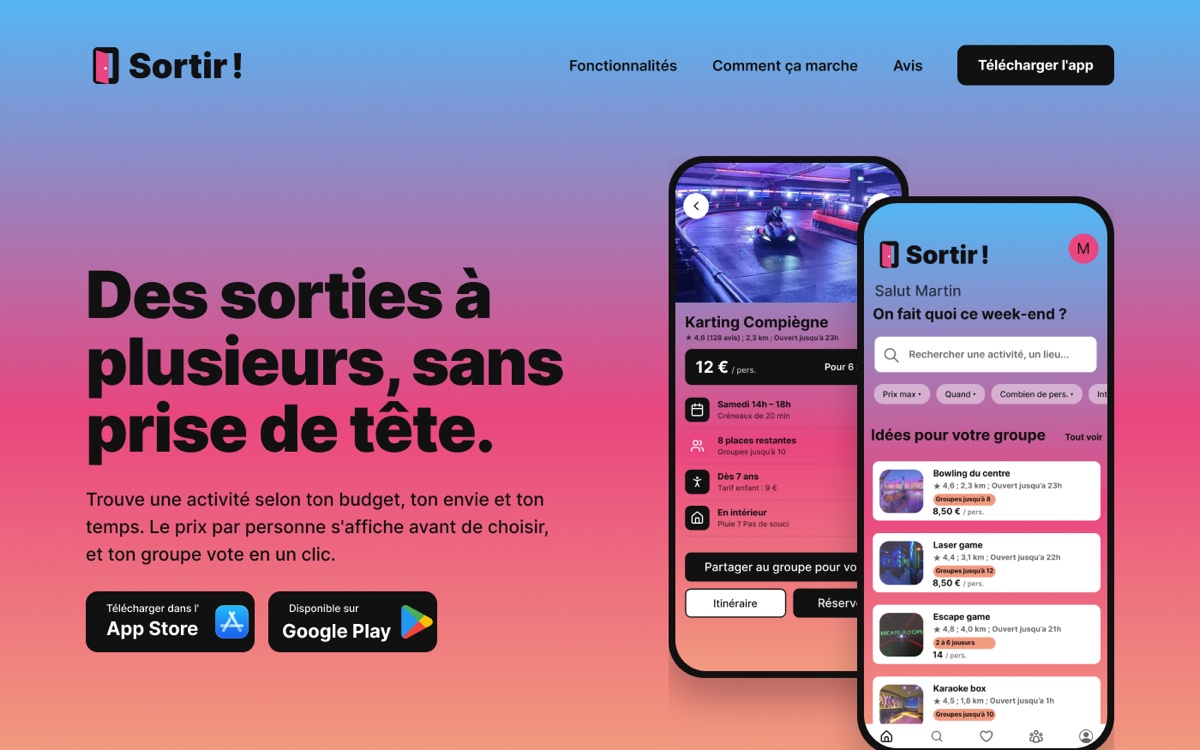 Sortir !
Fonctionnalités
Comment ça marche
Avis
Télécharger l'app
Des sorties à
plusieurs, sans
prise de tête.
Trouve une activité selon ton budget, ton envie et ton
temps. Le prix par personne s'affiche avant de choisir,
et ton groupe vote en un clic.
Télécharger dans l'
App Store
Disponible sur
Google Play
Karting Compiègne
★ 4,6 (128 avis) ; 2,3 km ; Ouvert jusqu'à 23h
12 € / pers.
Pour 6
Samedi 14h – 18h
Créneaux de 20 min
8 places restantes
Groupes jusqu'à 10
Dès 7 ans
Tarif enfant : 9 €
En intérieur
Pluie ? Pas de souci
Partager au groupe pour vo
Itinéraire
Réserve
Sortir !
M
Salut Martin
On fait quoi ce week-end ?
Rechercher une activité, un lieu...
Prix max •
Quand •
Combien de pers. •
Int
Idées pour votre groupe
Tout voir
Bowling du centre
★ 4,6 ; 2,3 km ; Ouvert jusqu'a 23h
Groupes jusqu'à 8
8,50 € / pers.
Laser game
★ 4,4 ; 3,1 km ; Ouvert jusqu'a 22h
Groupes jusqu'à 12
8,50 € / pers.
ESCAPE ROOM
Escape game
★ 4,8 ; 4,0 km ; Ouvert jusqu'a 21h
2 à 6 joueurs
14 / pers.
Karaoke box
★ 4,5 ; 1,8 km ; Ouvert jusqu'a 1h
Groupes jusqu'à 10